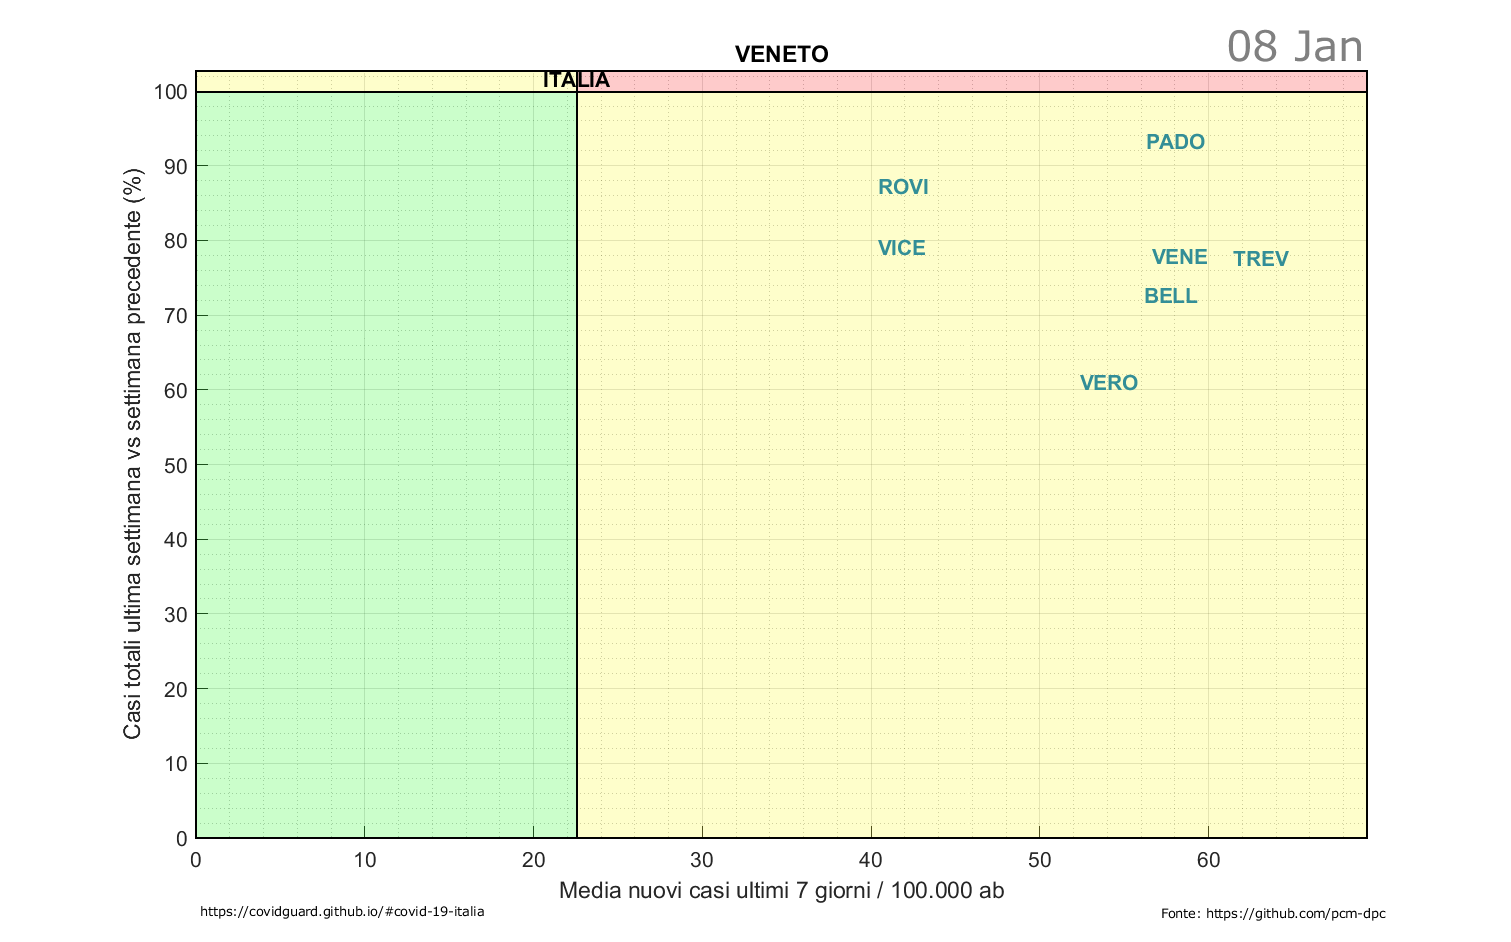 08 Jan
VENETO
ITALIA
100
90
80
70
60
50
40
30
20
10
0
Casi totali ultima settimana vs settimana precedente (%)
PADO
ROVI
VICE
VENE TREV
BELL
VERO
0 10 20 30 40 50 60
Media nuovi casi ultimi 7 giorni / 100.000 ab
https://covidguard.github.io/#covid-19-italia
Fonte: https://github.com/pcm-dpc